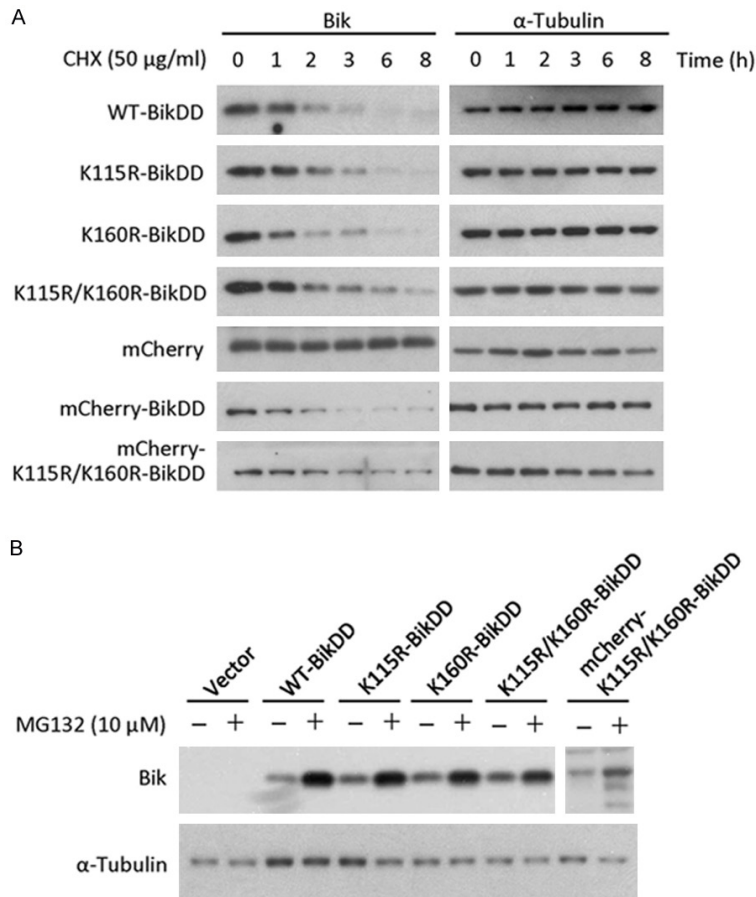 A
Bik α-Tubulin
CHX (50 µg/ml) 0 1 2 3 6 8 0 1 2 3 6 8 Time (h)
WT-BikDD
K115R-BikDD
K160R-BikDD
K115R/K160R-BikDD
mCherry
mCherry-BikDD
mCherry-
K115R/K160R-BikDD
B
Vector
WT-BikDD
K115R-BikDD
K160R-BikDD
K115R/K160R-BikDD
mCherry-
K115R/K160R-BikDD
MG132 (10 µM) − + − + − + − + − + − +
Bik
α-Tubulin